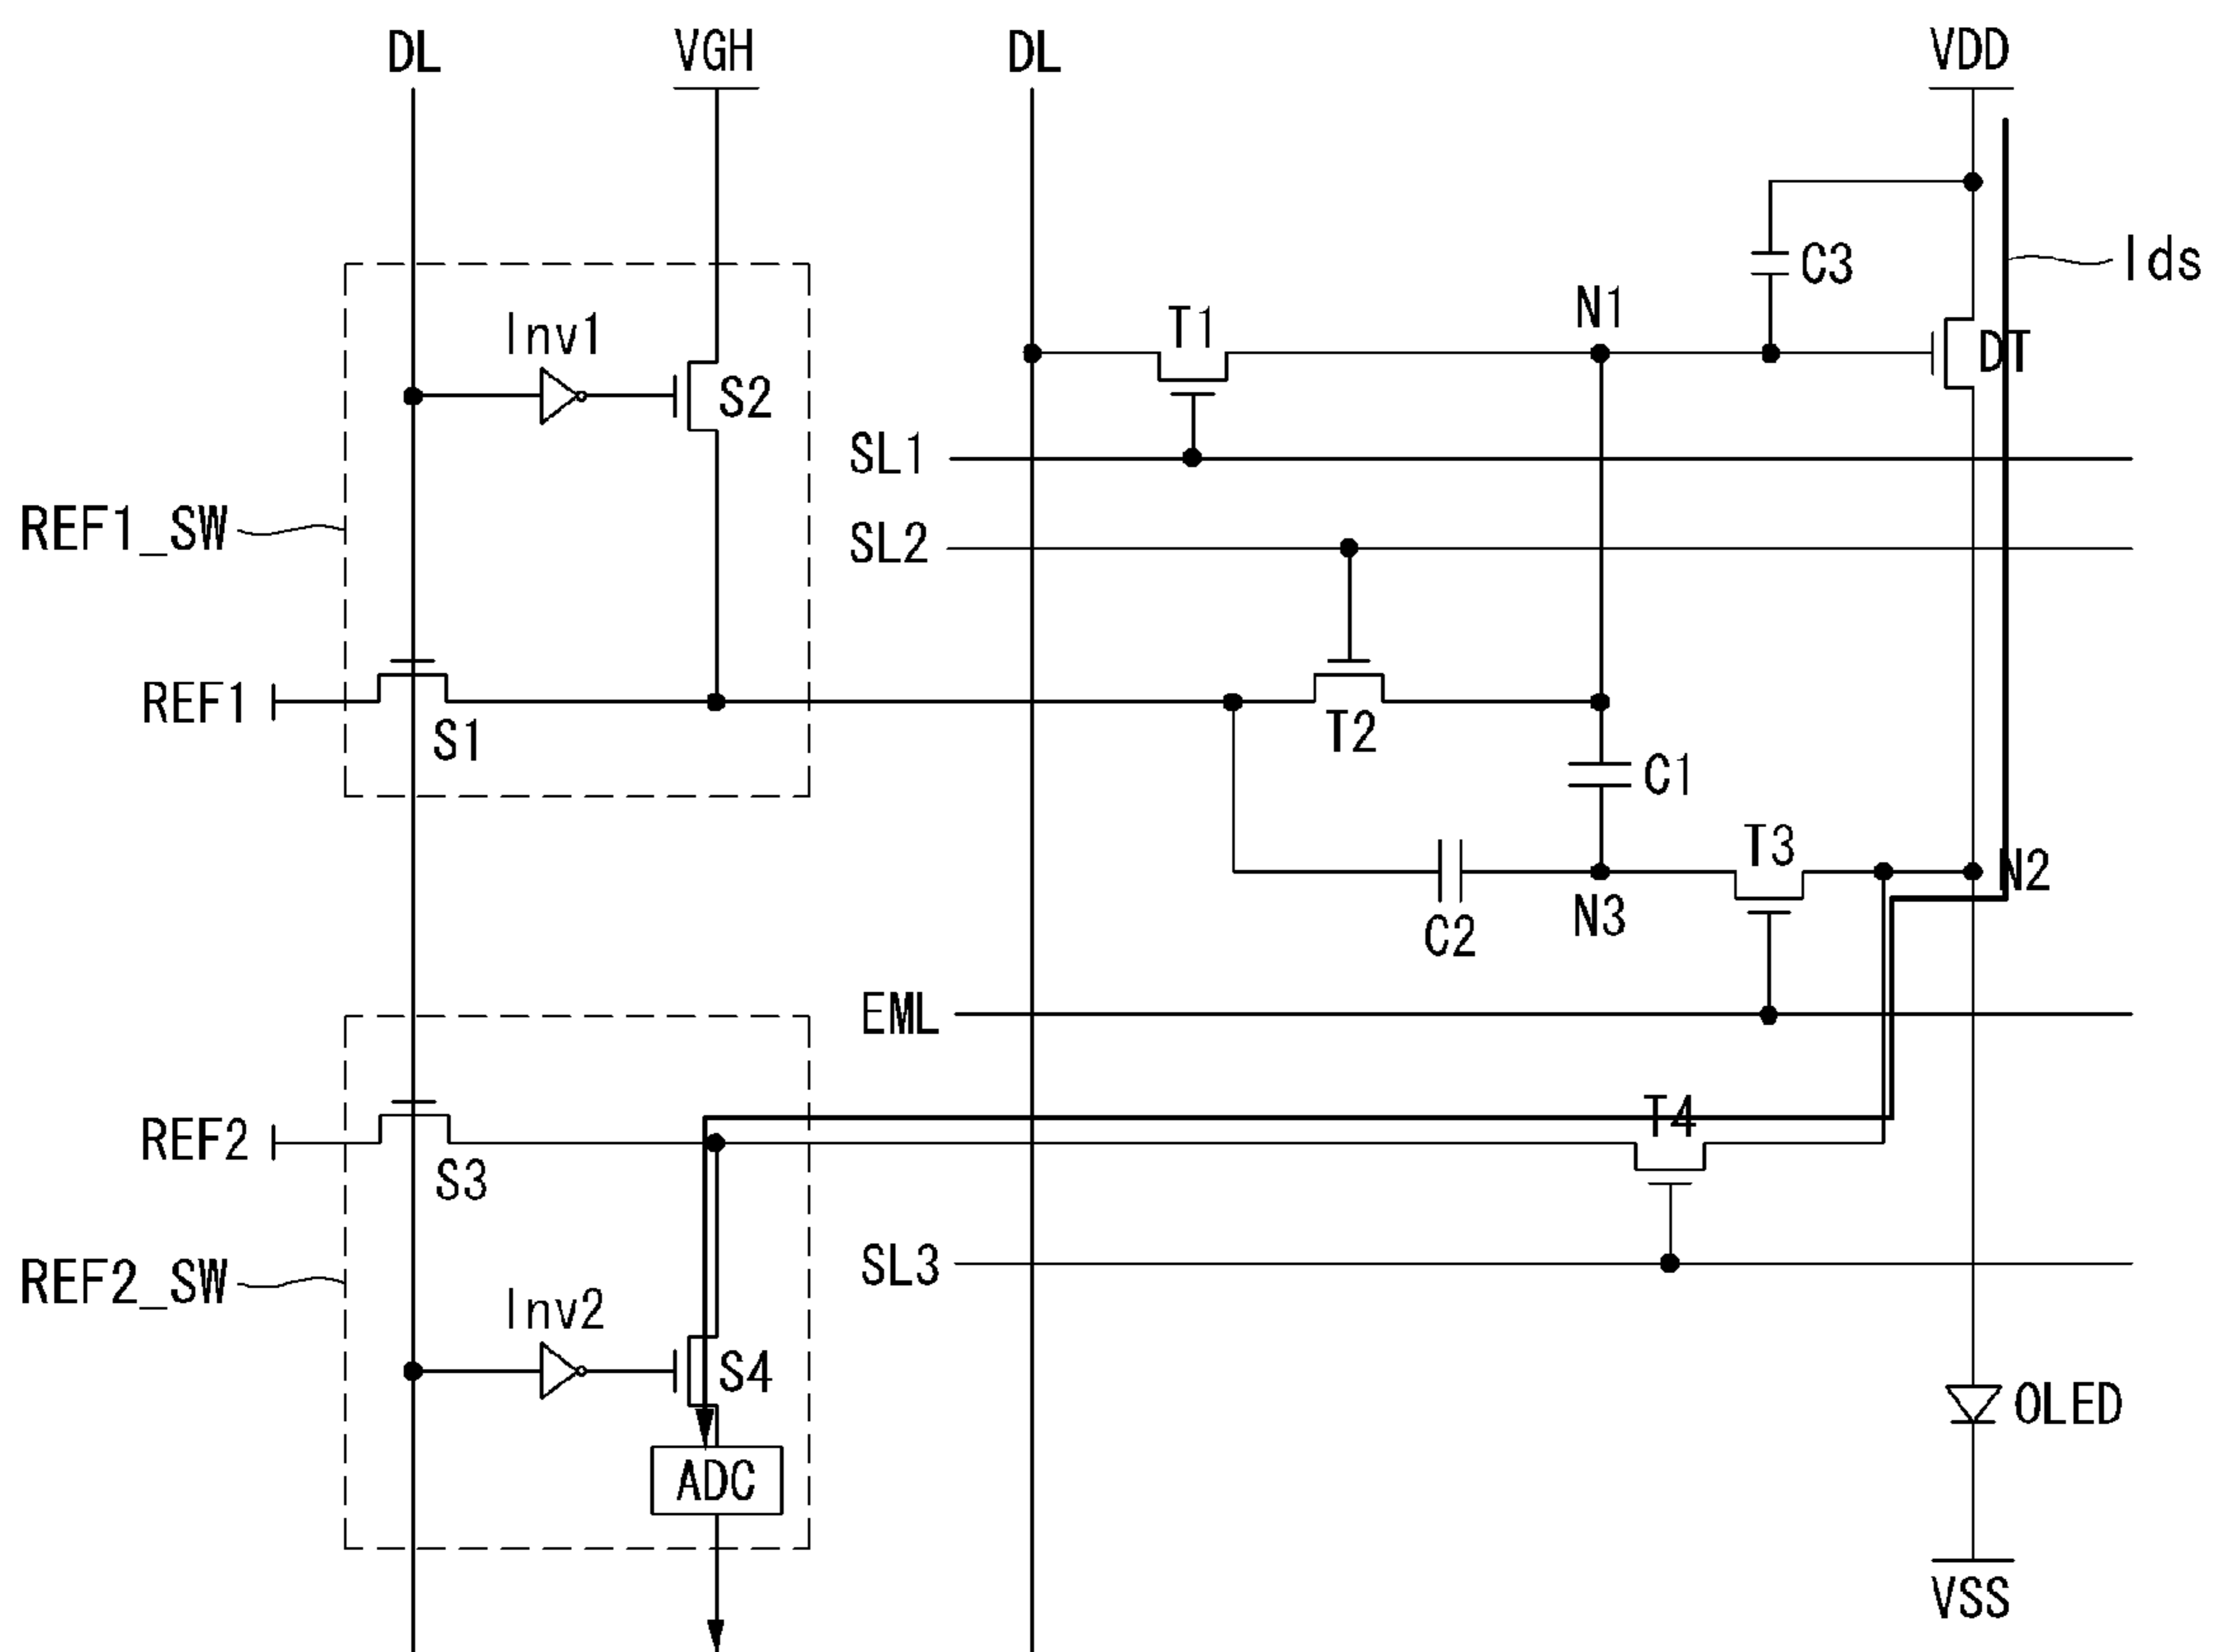 DL
VGH
DL
VDD
C3
Ids
N1
T1
Inv1
DT
S2
SL1
REF1_SW
SL2
REF1
S1
T2
C1
T3
N2
C2
N3
EML
T4
REF2
S3
SL3
REF2_SW
Inv2
S4
OLED
ADC
VSS